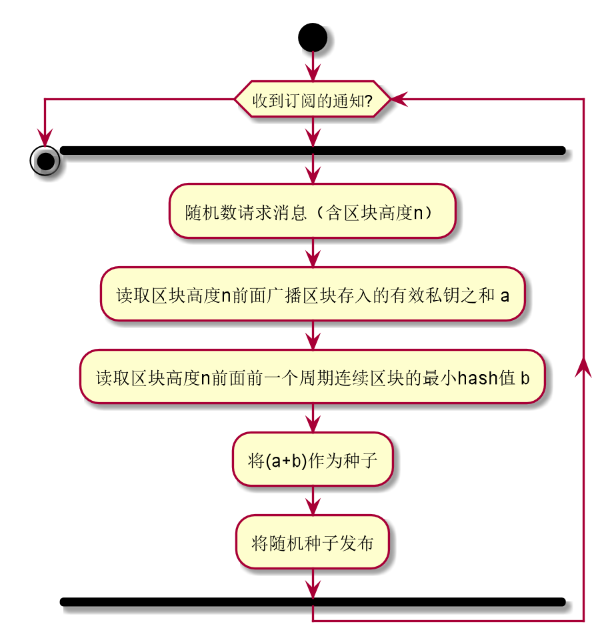 收到订阅的通知?
随机数请求消息（含区块高度n）
读取区块高度n前面广播区块存入的有效私钥之和 a
读取区块高度n前面前一个周期连续区块的最小hash值 b
将(a+b)作为种子
将随机种子发布